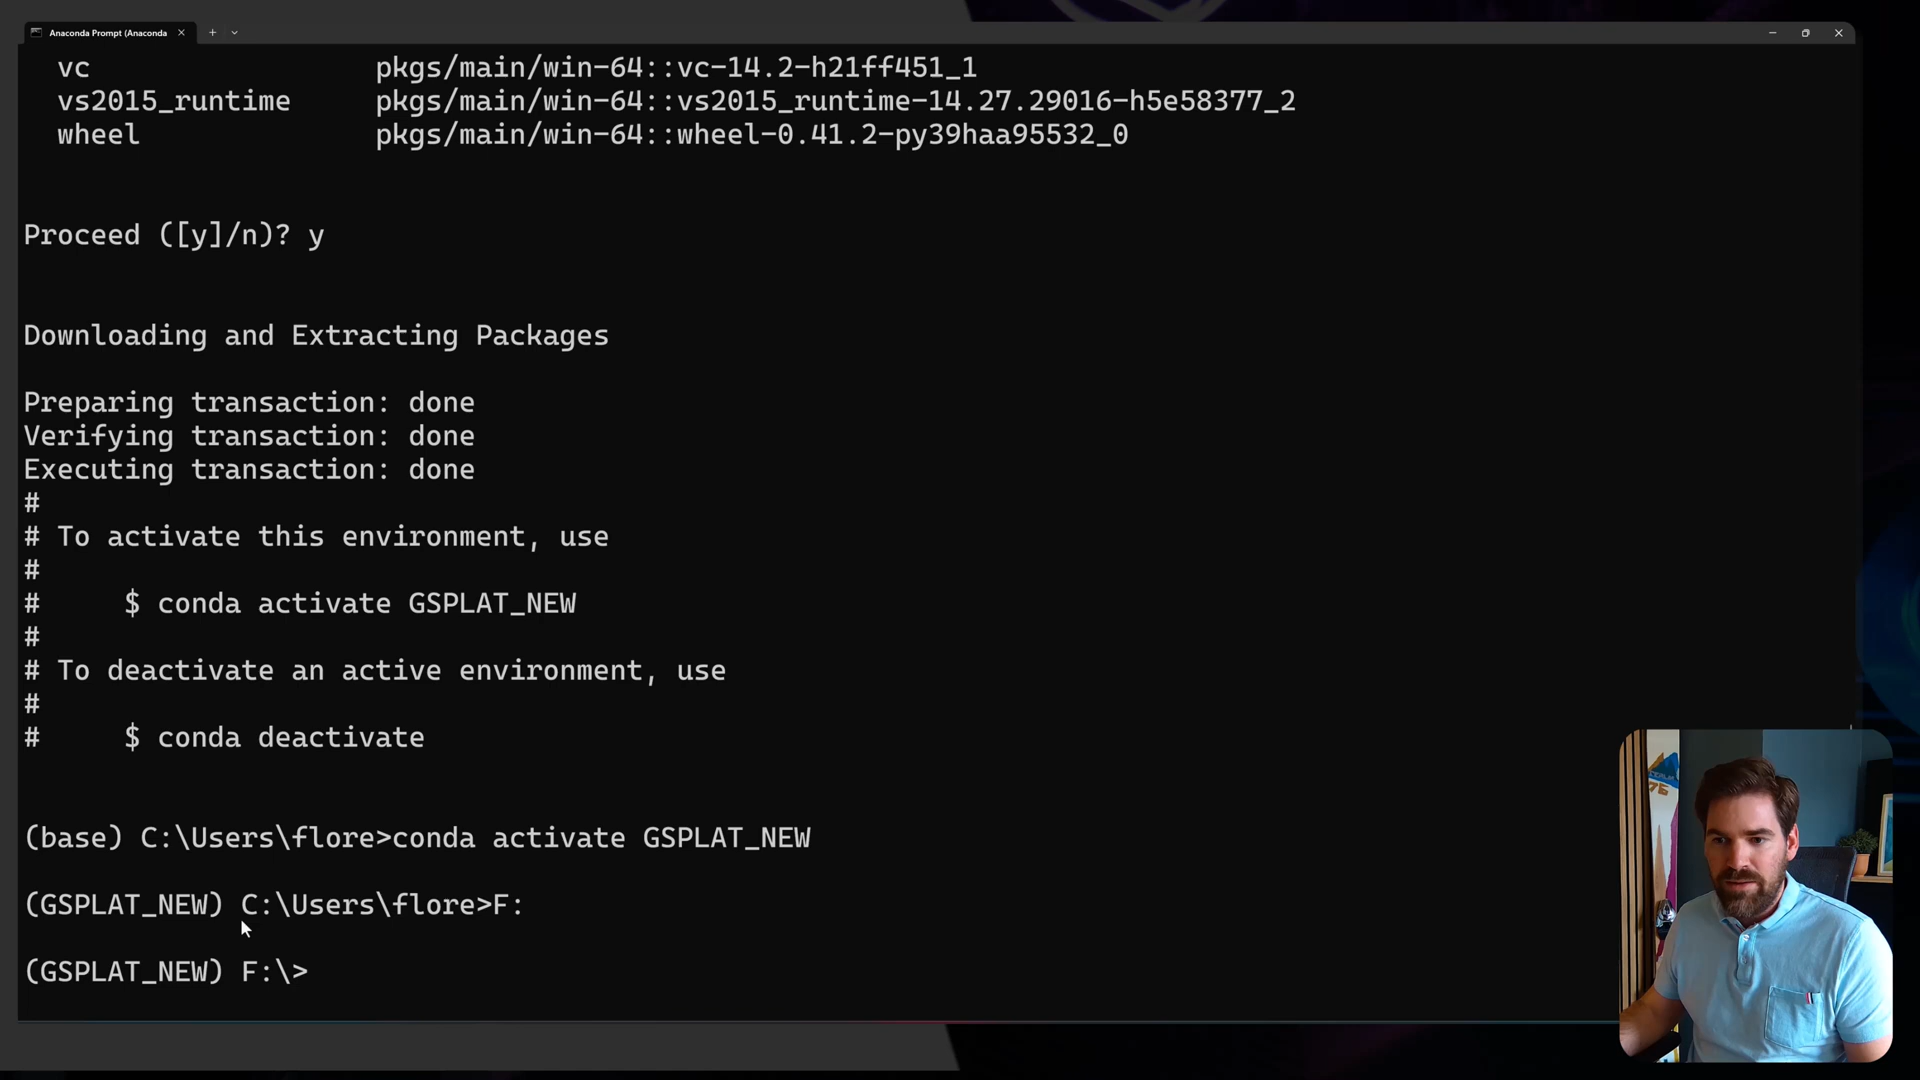 Anaconda Prompt (Anaconda
vc pkgs/main/win-64::vc-14.2-h21ff451_1
vs2015_runtime pkgs/main/win-64::vs2015_runtime-14.27.29016-h5e58377_2
wheel pkgs/main/win-64::wheel-0.41.2-py39haa95532_0
Proceed ([y]/n)? y
Downloading and Extracting Packages
Preparing transaction: done
Verifying transaction: done
Executing transaction: done
#
# To activate this environment, use
#
# $ conda activate GSPLAT_NEW
#
# To deactivate an active environment, use
#
# $ conda deactivate
(base) C:\Users\flore>conda activate GSPLAT_NEW
(GSPLAT_NEW) C:\Users\flore>F:
(GSPLAT_NEW) F:\>